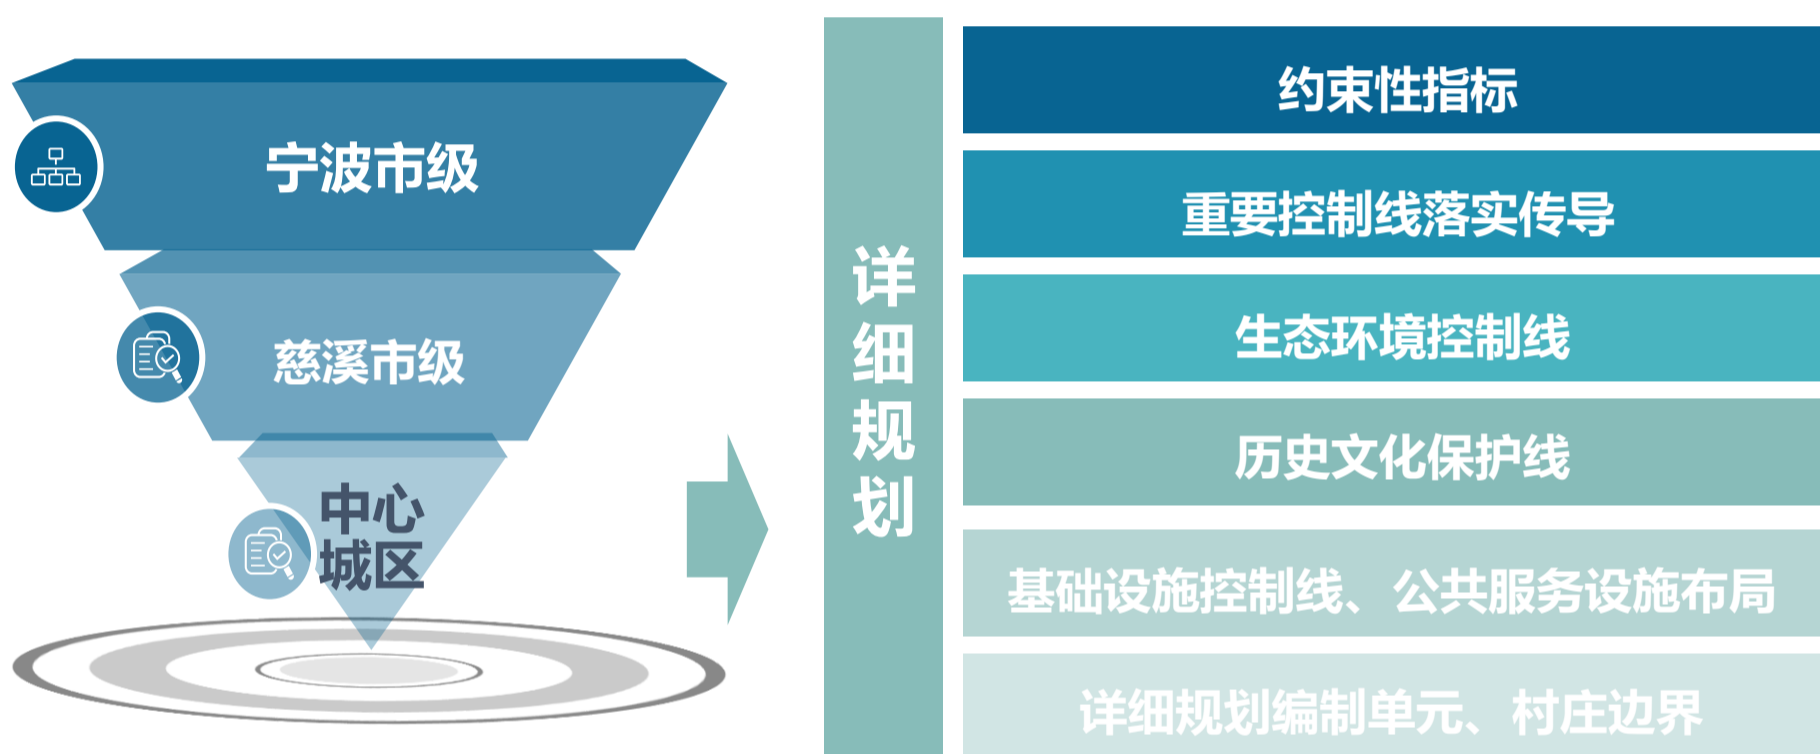 宁波市级
慈溪市级
中心
城区
详细规划
约束性指标
重要控制线落实传导
生态环境控制线
历史文化保护线
基础设施控制线、公共服务设施布局
详细规划编制单元、村庄边界